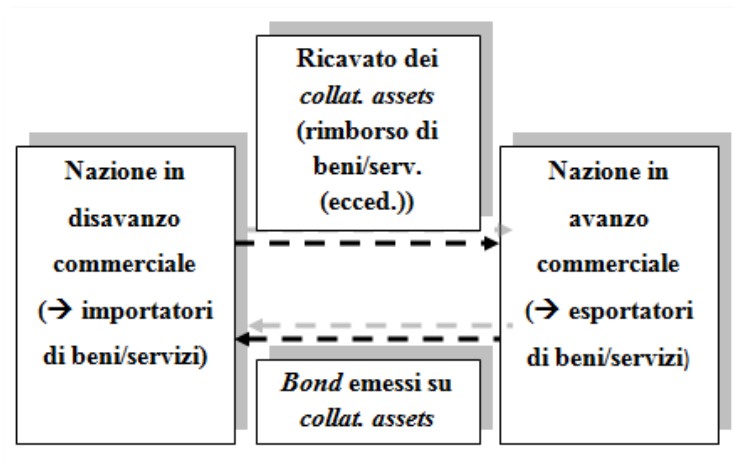 Ricavato dei
collat. assets
(rimborso di
beni/serv.
(ecced.))
Nazione in
disavanzo
commerciale
(→ importatori
di beni/servizi)
Nazione in
avanzo
commerciale
(→ esportatori
di beni/servizi)
Bond emessi su
collat. assets